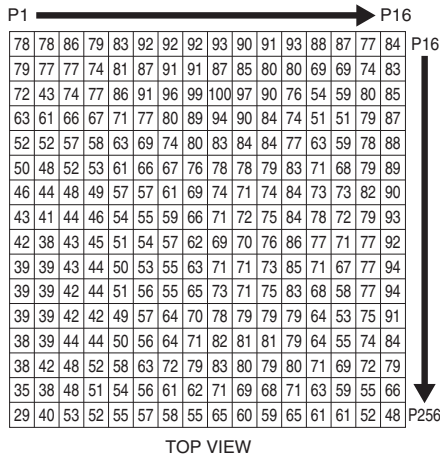 P1 P16
78 78 86 79 83 92 92 92 93 90 91 93 88 87 77 84 P16
79 77 77 74 81 87 91 91 87 85 80 80 69 69 74 83
72 43 74 77 86 91 96 99 100 97 90 76 54 59 80 85
63 61 66 67 71 77 80 89 94 90 84 74 51 51 79 87
52 52 57 58 63 69 74 80 83 84 84 77 63 59 78 88
50 48 52 53 61 66 67 76 78 78 79 83 71 68 79 89
46 44 48 49 57 57 61 69 74 71 74 84 73 73 82 90
43 41 44 46 54 55 59 66 71 72 75 84 78 72 79 93
42 38 43 45 51 54 57 62 69 70 76 86 77 71 77 92
39 39 43 44 50 53 55 63 71 71 73 85 71 67 77 94
39 39 42 44 51 56 55 65 73 71 75 83 68 58 77 94
39 39 42 42 49 57 64 70 78 79 79 79 64 53 75 91
38 39 44 44 50 56 64 71 82 81 81 79 64 55 74 84
38 42 48 52 58 63 72 79 83 80 79 80 71 69 72 79
35 38 48 51 54 56 61 62 71 69 68 71 63 59 55 66
29 40 53 52 55 57 58 55 65 60 59 65 61 61 52 48 P256
TOP VIEW